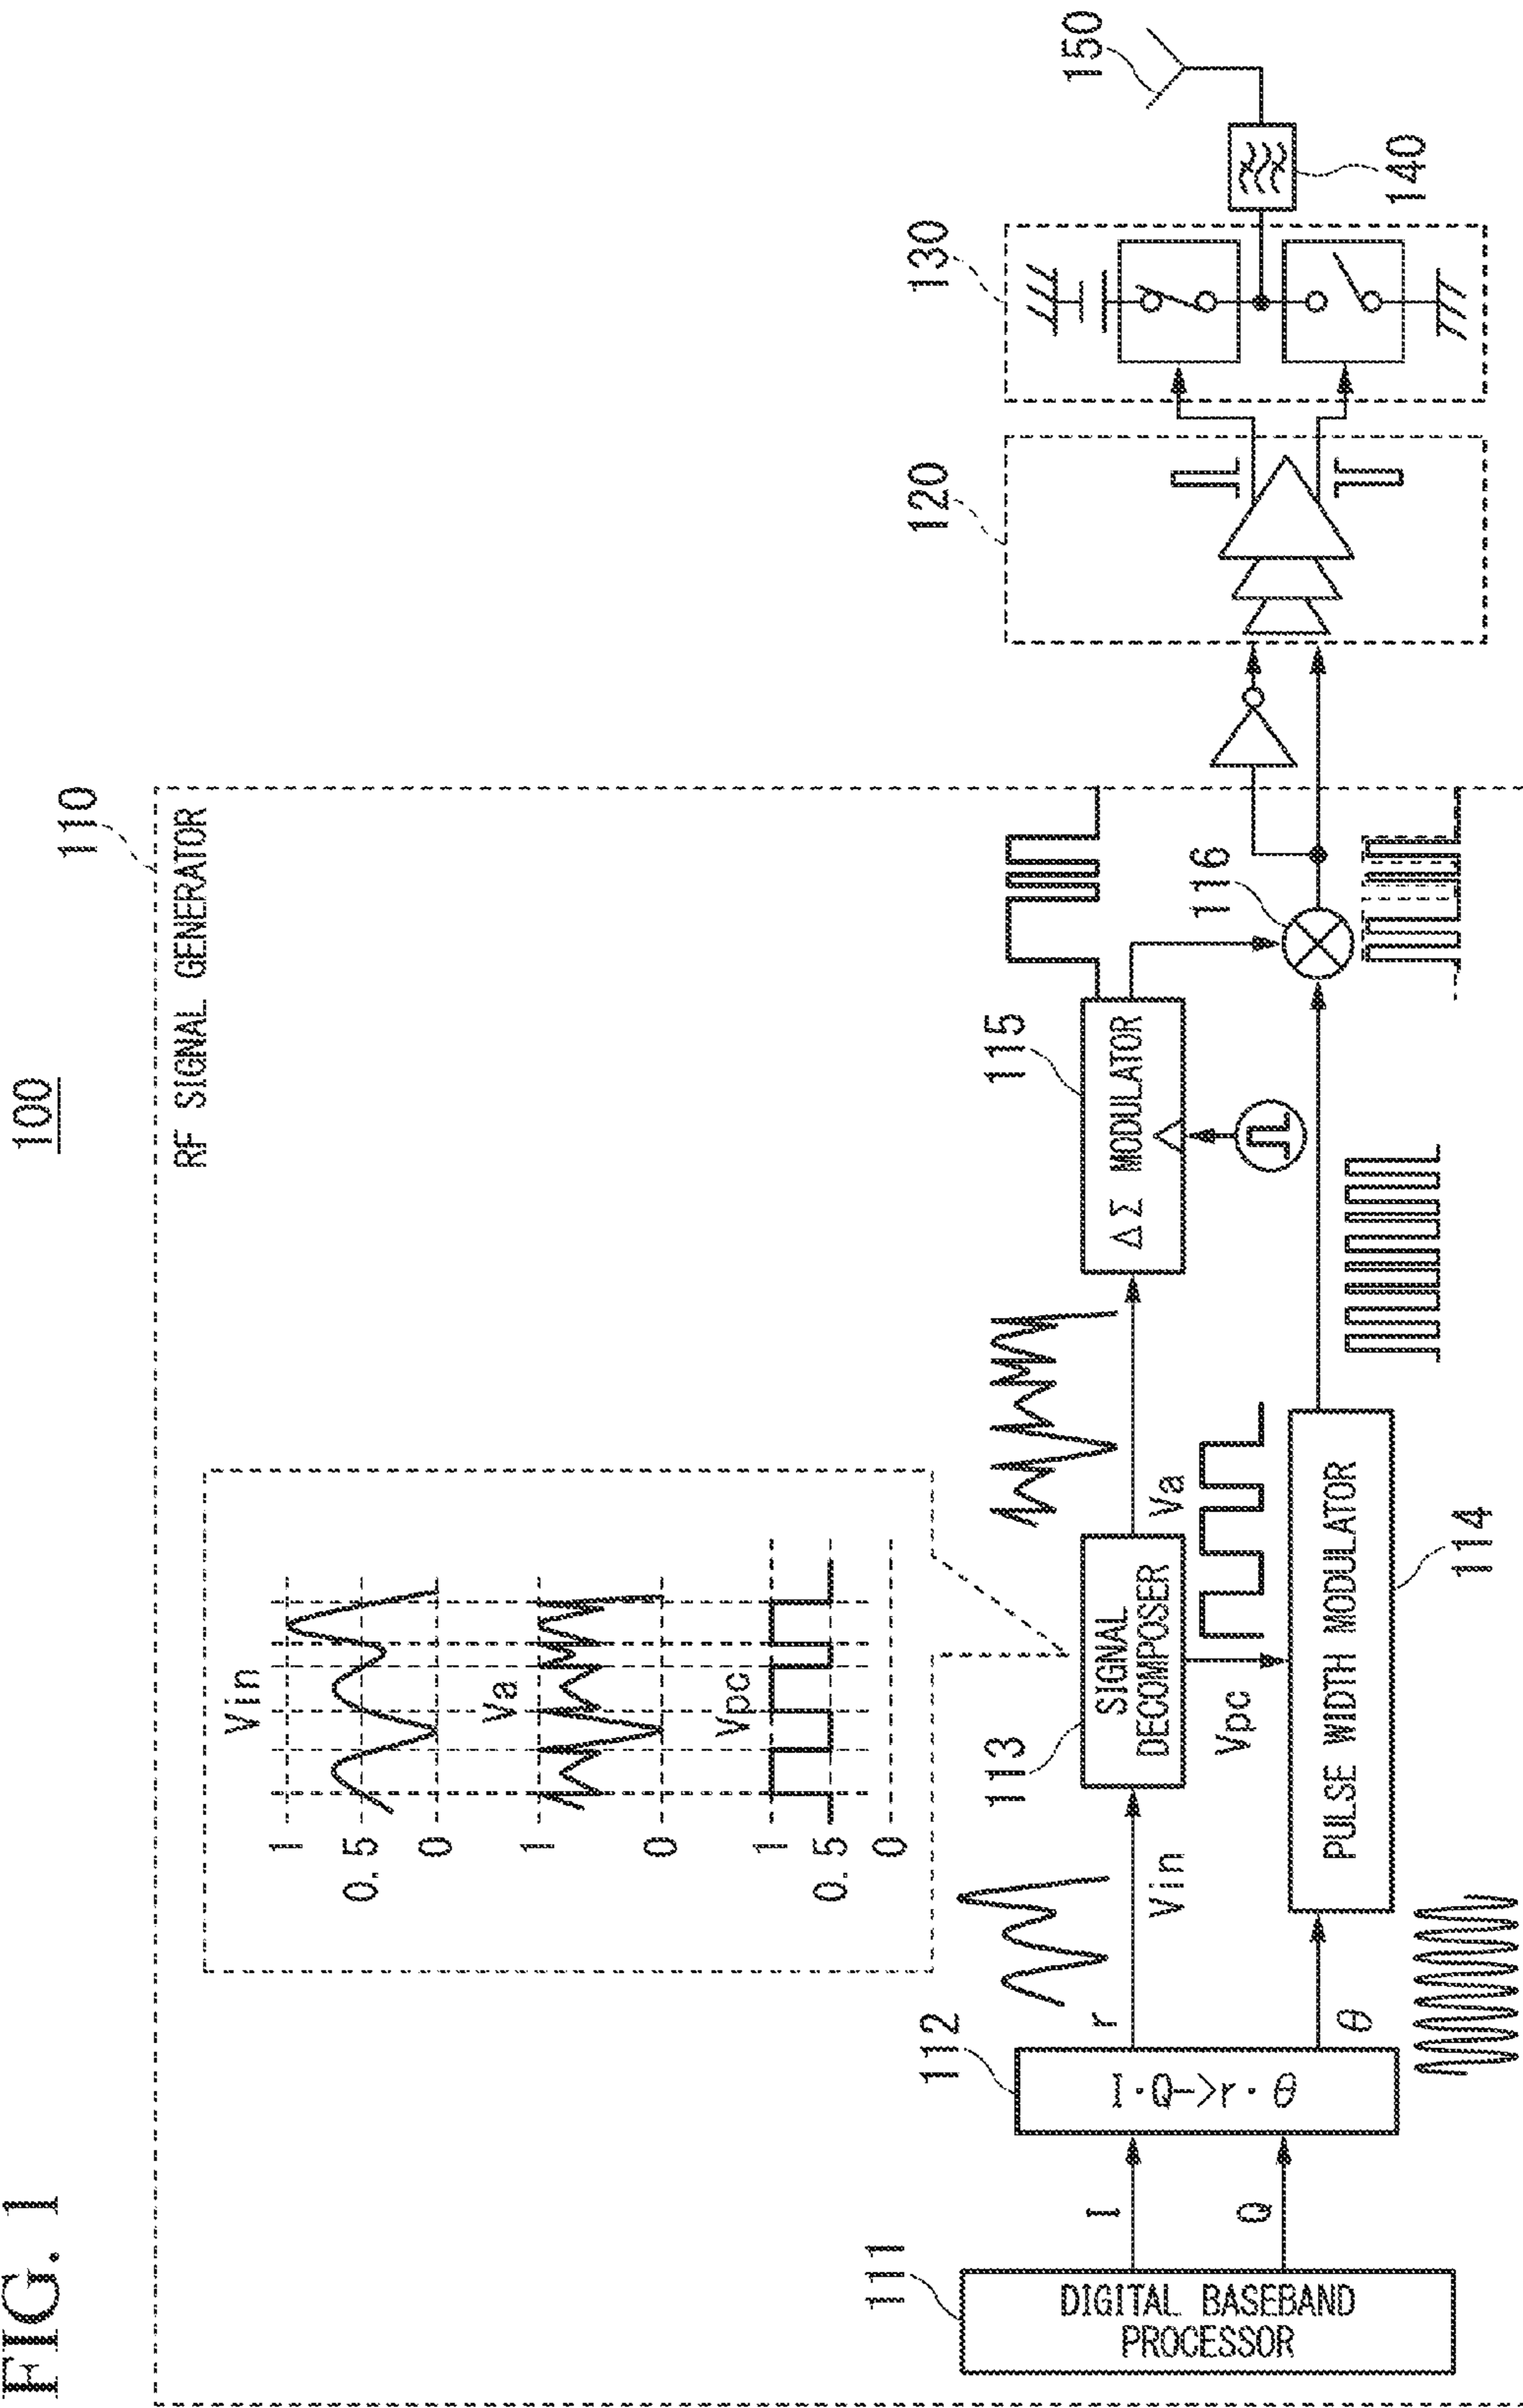 FIG. 1
100
110
RF SIGNAL GENERATOR
Vin
1
0.5
0
Va
1
0
Vpc
1
0.5
0
111
DIGITAL BASEBAND
PROCESSOR
I
Q
112
I・Q->r・θ
r
θ
Vin
113
SIGNAL
DECOMPOSER
Va
Vpc
PULSE WIDTH MODULATOR
114
115
ΔΣ MODULATOR
116
120
130
140
150